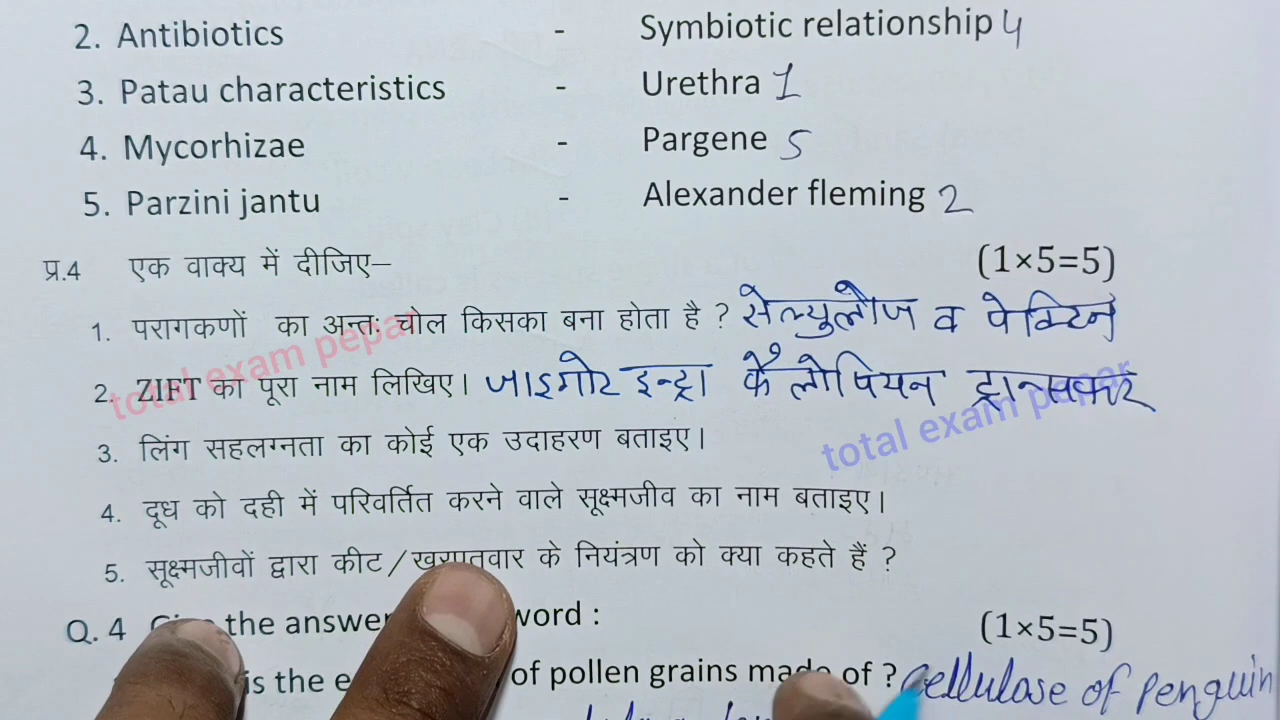 2. Antibiotics - Symbiotic relationship 4
3. Patau characteristics - Urethra 1
4. Mycorhizae - Pargene 5
5. Parzini jantu - Alexander fleming 2
प्र.4 एक वाक्य में दीजिए– (1×5=5)
1. परागकणों का अन्तः चोल किसका बना होता है ? सेल्युलोज व पेक्टिन
2. ZIFT का पूरा नाम लिखिए। जाइगोट इन्ट्रा फैलोपियन ट्रान्सफर
total exam pepar
total exam pepar
3. लिंग सहलग्नता का कोई एक उदाहरण बताइए।
4. दूध को दही में परिवर्तित करने वाले सूक्ष्मजीव का नाम बताइए।
5. सूक्ष्मजीवों द्वारा कीट/खरपतवार के नियंत्रण को क्या कहते हैं ?
Q. 4 the answer word : (1×5=5)
is the of pollen grains made of ? Cellulose of Penguin